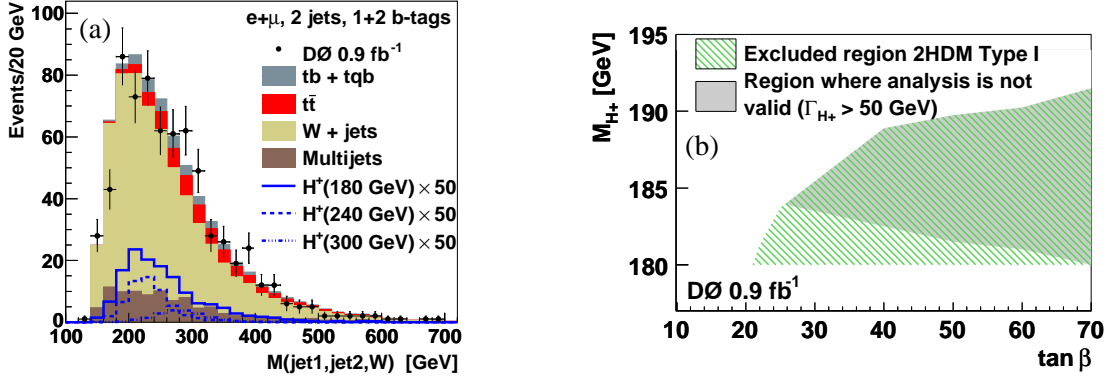 (a)
e+μ, 2 jets, 1+2 b-tags
DØ 0.9 fb⁻¹
tb + tqb
tt̄
W + jets
Multijets
H⁺(180 GeV) × 50
H⁺(240 GeV) × 50
H⁺(300 GeV) × 50
Events/20 GeV
100
80
60
40
20
0
100 200 300 400 500 600 700
M(jet1,jet2,W) [GeV]
Excluded region 2HDM Type I
Region where analysis is not
valid (Γ_H+ > 50 GeV)
(b)
M_H+ [GeV]
195
190
185
180
DØ 0.9 fb⁻¹
10 20 30 40 50 60 70
tan β